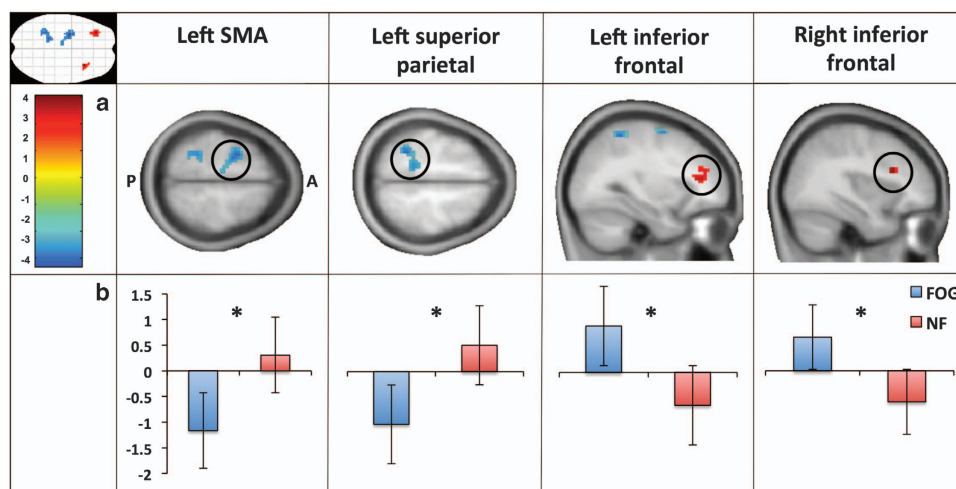 Left SMA
Left superior
parietal
Left inferior
frontal
Right inferior
frontal
a
4
3
2
1
0
-1
-2
-3
-4
P
A
b
1.5
1
0.5
0
-0.5
-1
-1.5
-2
*
*
*
*
FOG
NF